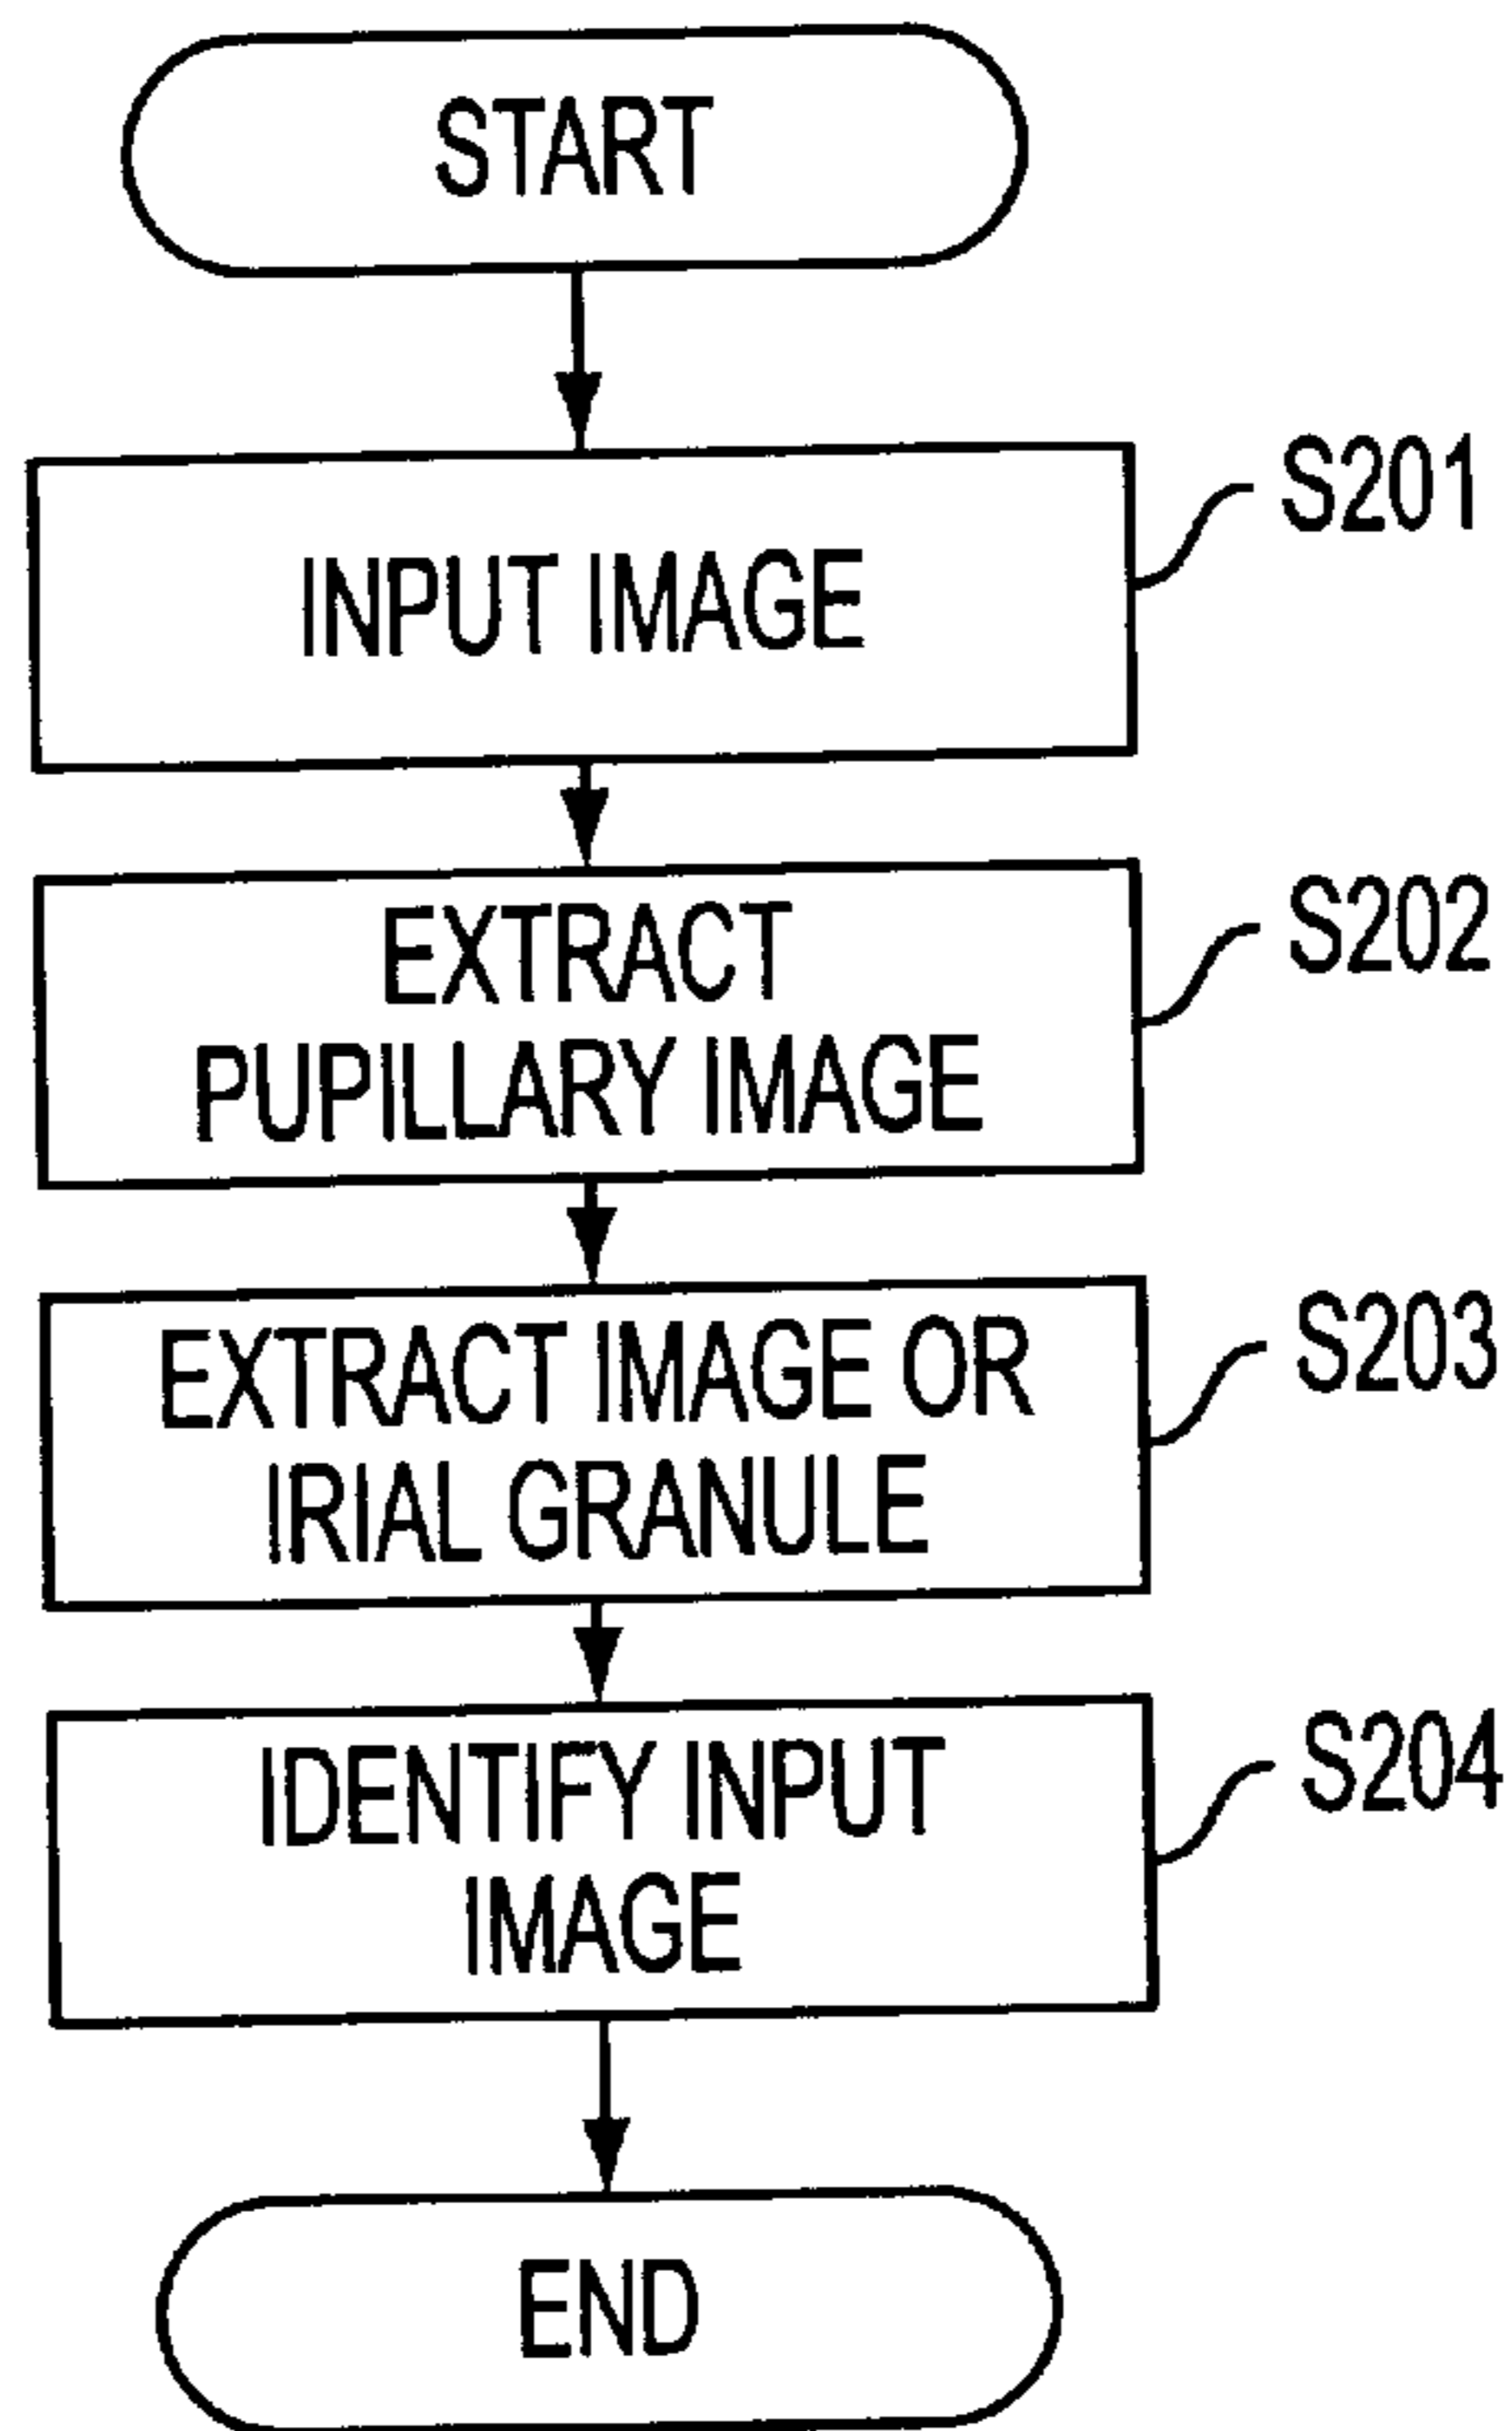 START
INPUT IMAGE
S201
EXTRACT
PUPILLARY IMAGE
S202
EXTRACT IMAGE OR
IRIAL GRANULE
S203
IDENTIFY INPUT
IMAGE
S204
END